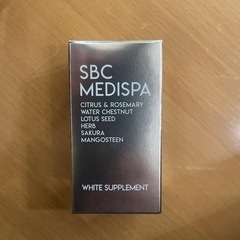 SBC
MEDISPA
CITRUS & ROSEMARY
WATER CHESTNUT
LOTUS SEED
HERB
SAKURA
MANGOSTEEN
WHITE SUPPLEMENT